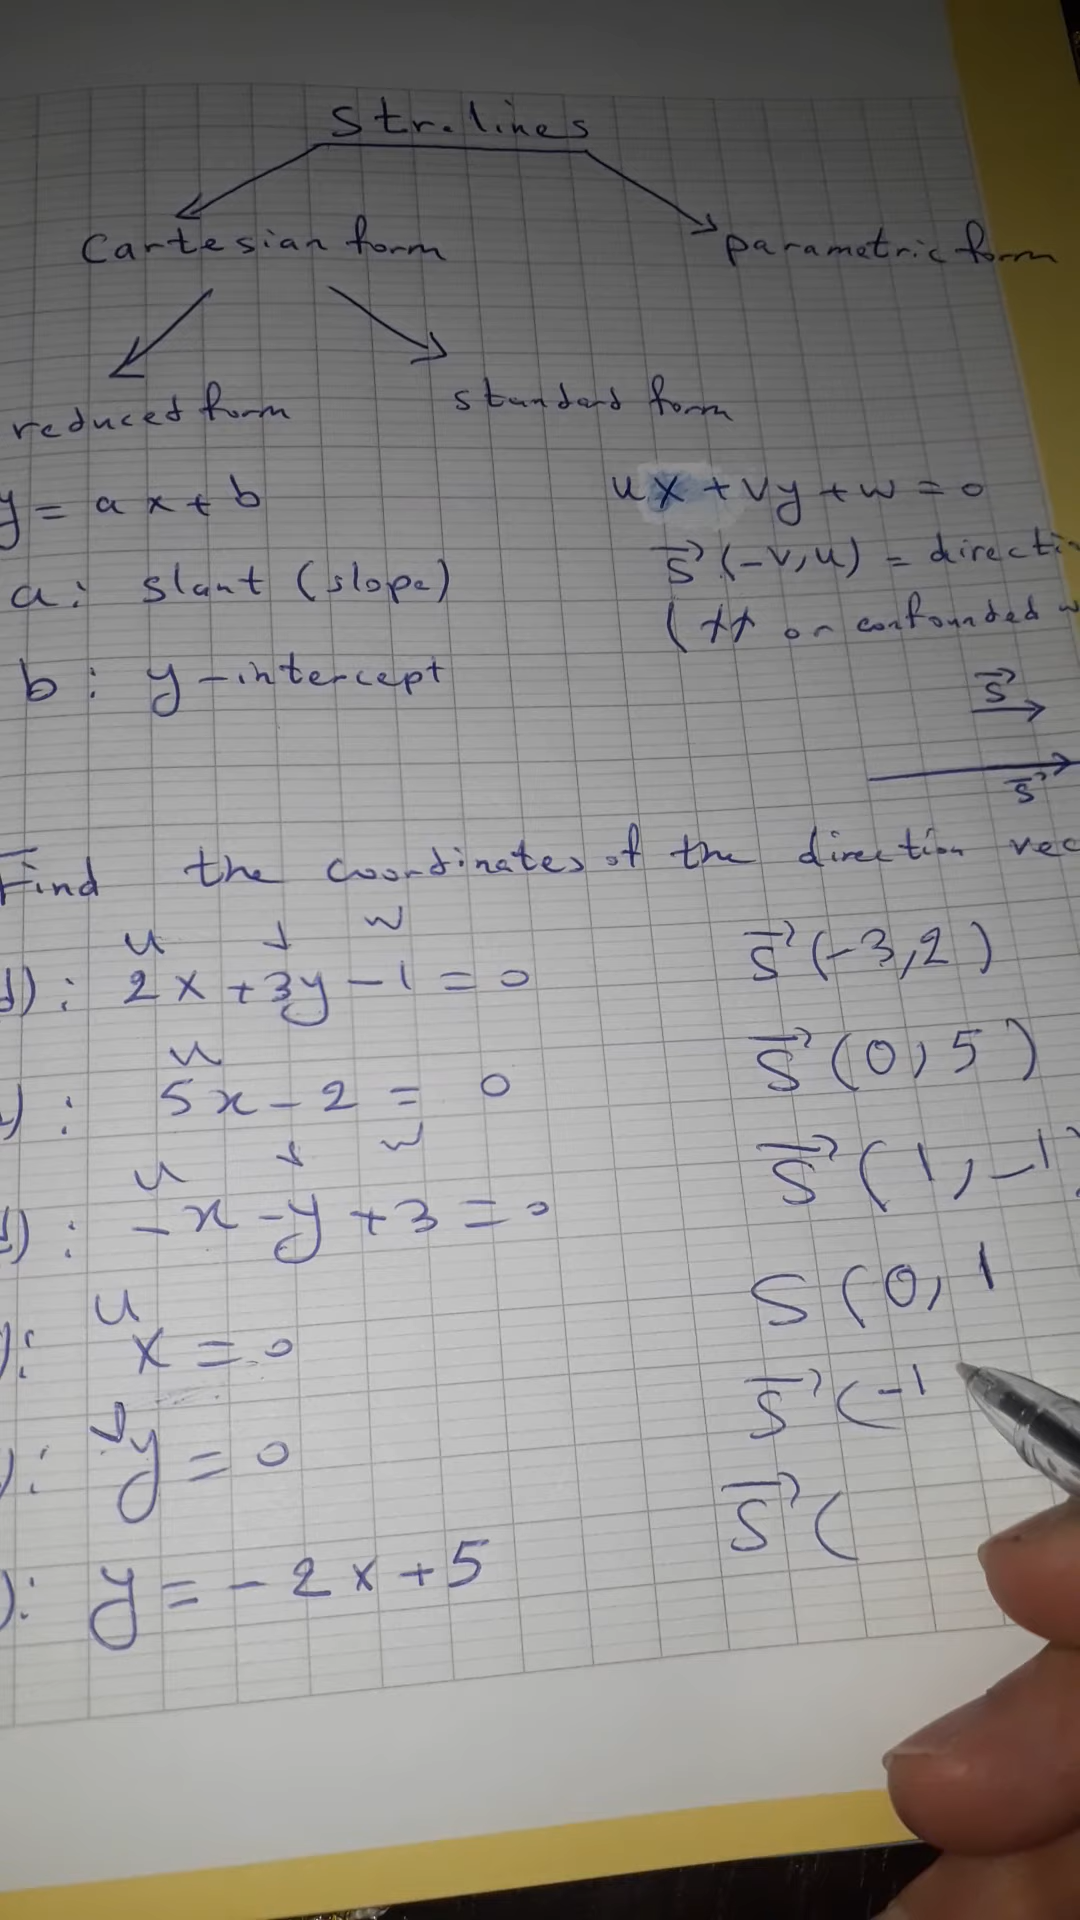 str. lines
Cartesian form
parametric form
reduced form
standard form
y = ax + b
ux + vy + w = 0
a: slant (slope)
S⃗ (-v, u) = directi
( or confounded w
b: y-intercept
S⃗
S⃗
Find the coordinates of the direction vec
u v w
d): 2x + 3y - 1 = 0
S⃗ (-3, 2)
u
): 5x - 2 = 0
S⃗ (0, 5)
u v w
d): -x - y + 3 = 0
S⃗ (1, -1)
u
): x = 0
S (0, 1
v
): y = 0
S⃗ (-1
): y = -2x + 5
S⃗ (